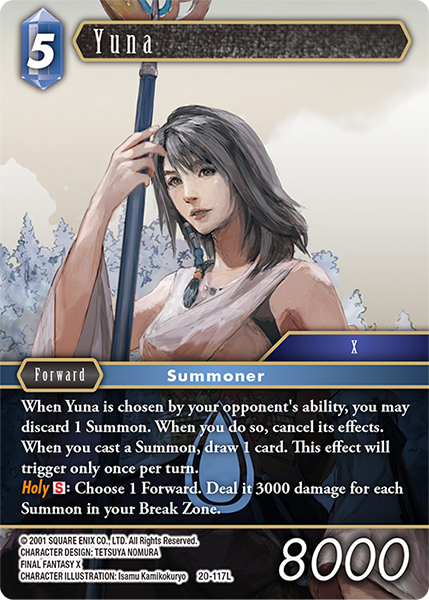 5
Yuna
X
Forward
Summoner
When Yuna is chosen by your opponent's ability, you may
discard 1 Summon. When you do so, cancel its effects.
When you cast a Summon, draw 1 card. This effect will
trigger only once per turn.
Holy S: Choose 1 Forward. Deal it 3000 damage for each
Summon in your Break Zone.
© 2001 SQUARE ENIX CO., LTD. All Rights Reserved.
CHARACTER DESIGN: TETSUYA NOMURA
FINAL FANTASY X
CHARACTER ILLUSTRATION: Isamu Kamikokuryo 20-117L
8000